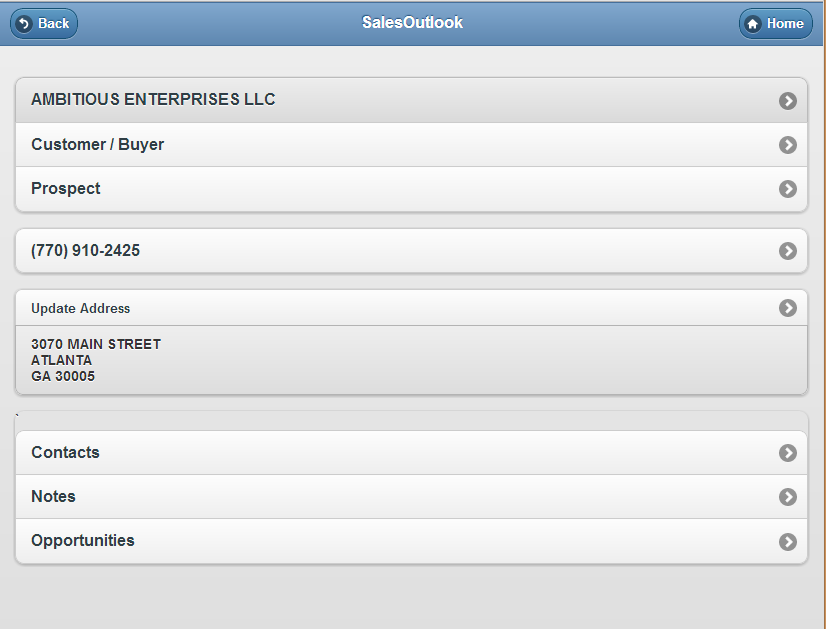 Back
SalesOutlook
Home
AMBITIOUS ENTERPRISES LLC
Customer / Buyer
Prospect
(770) 910-2425
Update Address
3070 MAIN STREET
ATLANTA
GA 30005
`
Contacts
Notes
Opportunities